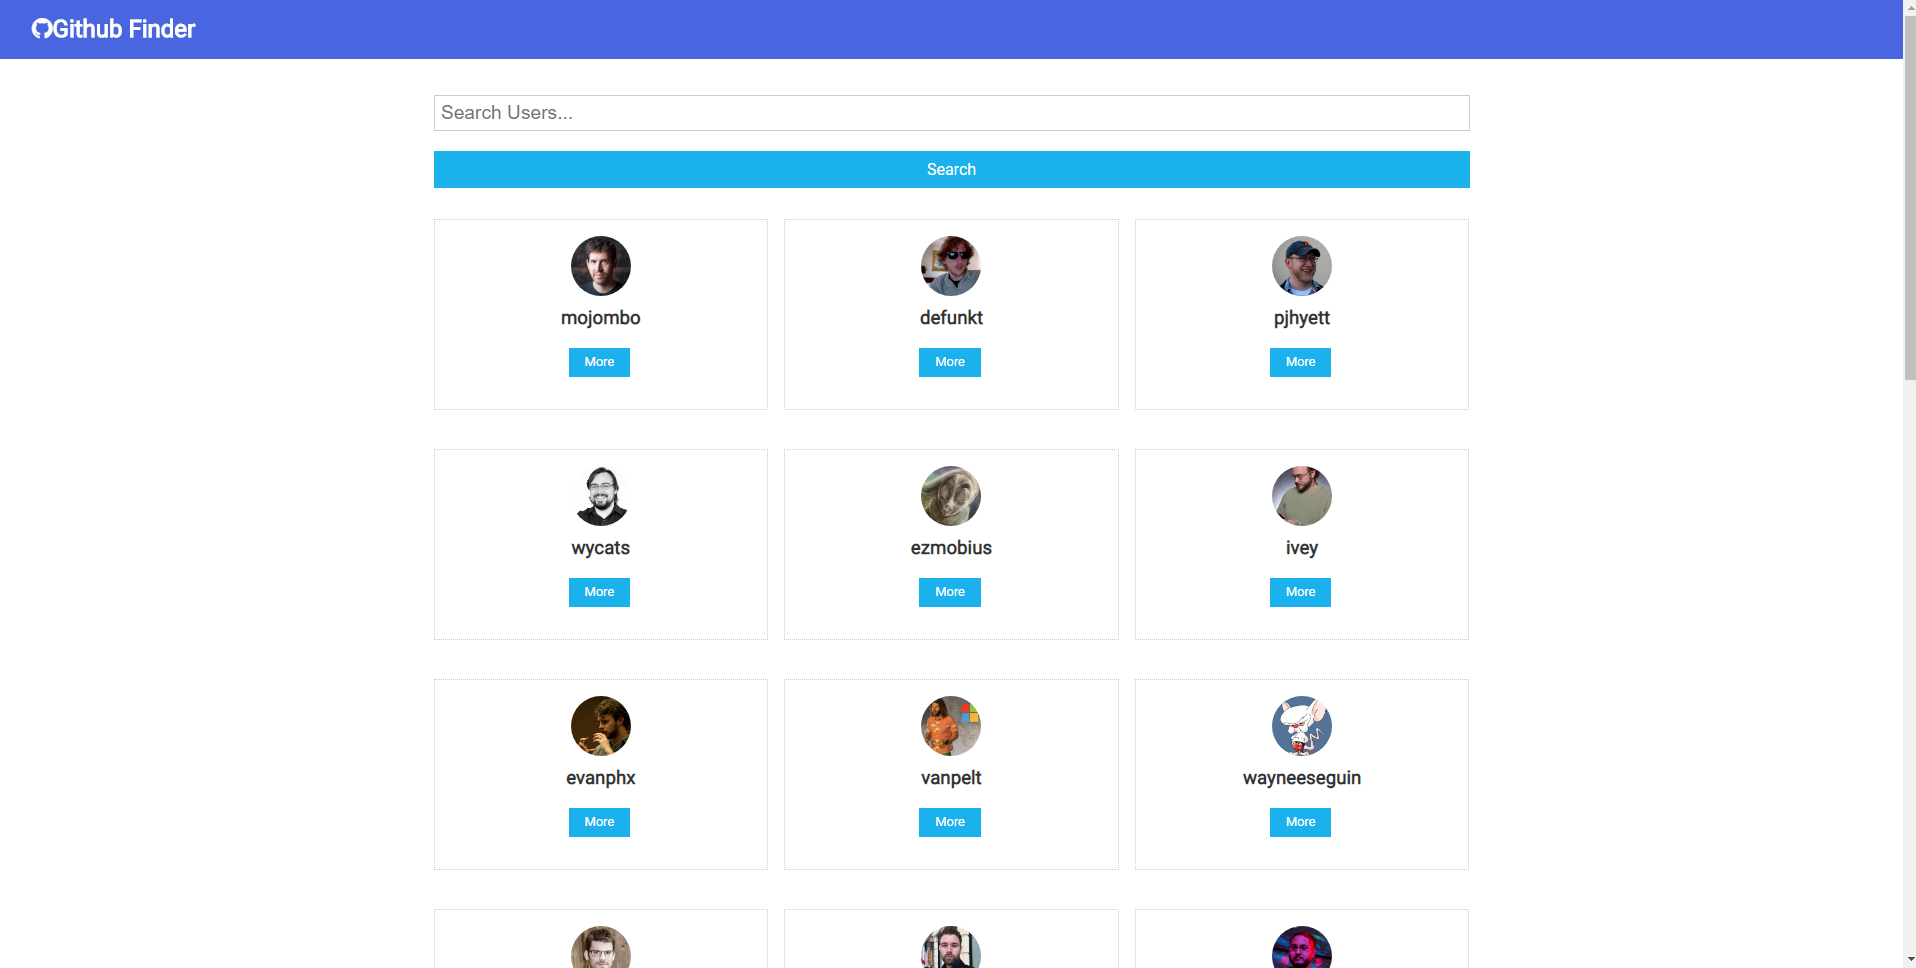 Github Finder
Search Users...
Search
mojombo
defunkt
pjhyett
More
More
More
wycats
ezmobius
ivey
More
More
More
evanphx
vanpelt
wayneeseguin
More
More
More